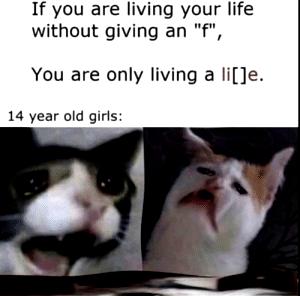 If you are living your life
without giving an "f",
You are only living a li[]e.
14 year old girls: